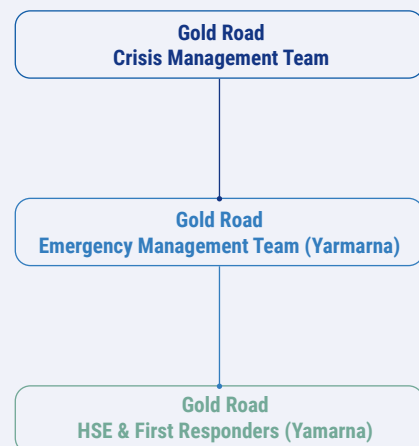 Gold Road
Crisis Management Team
Gold Road
Emergency Management Team (Yarmarna)
Gold Road
HSE & First Responders (Yamarna)